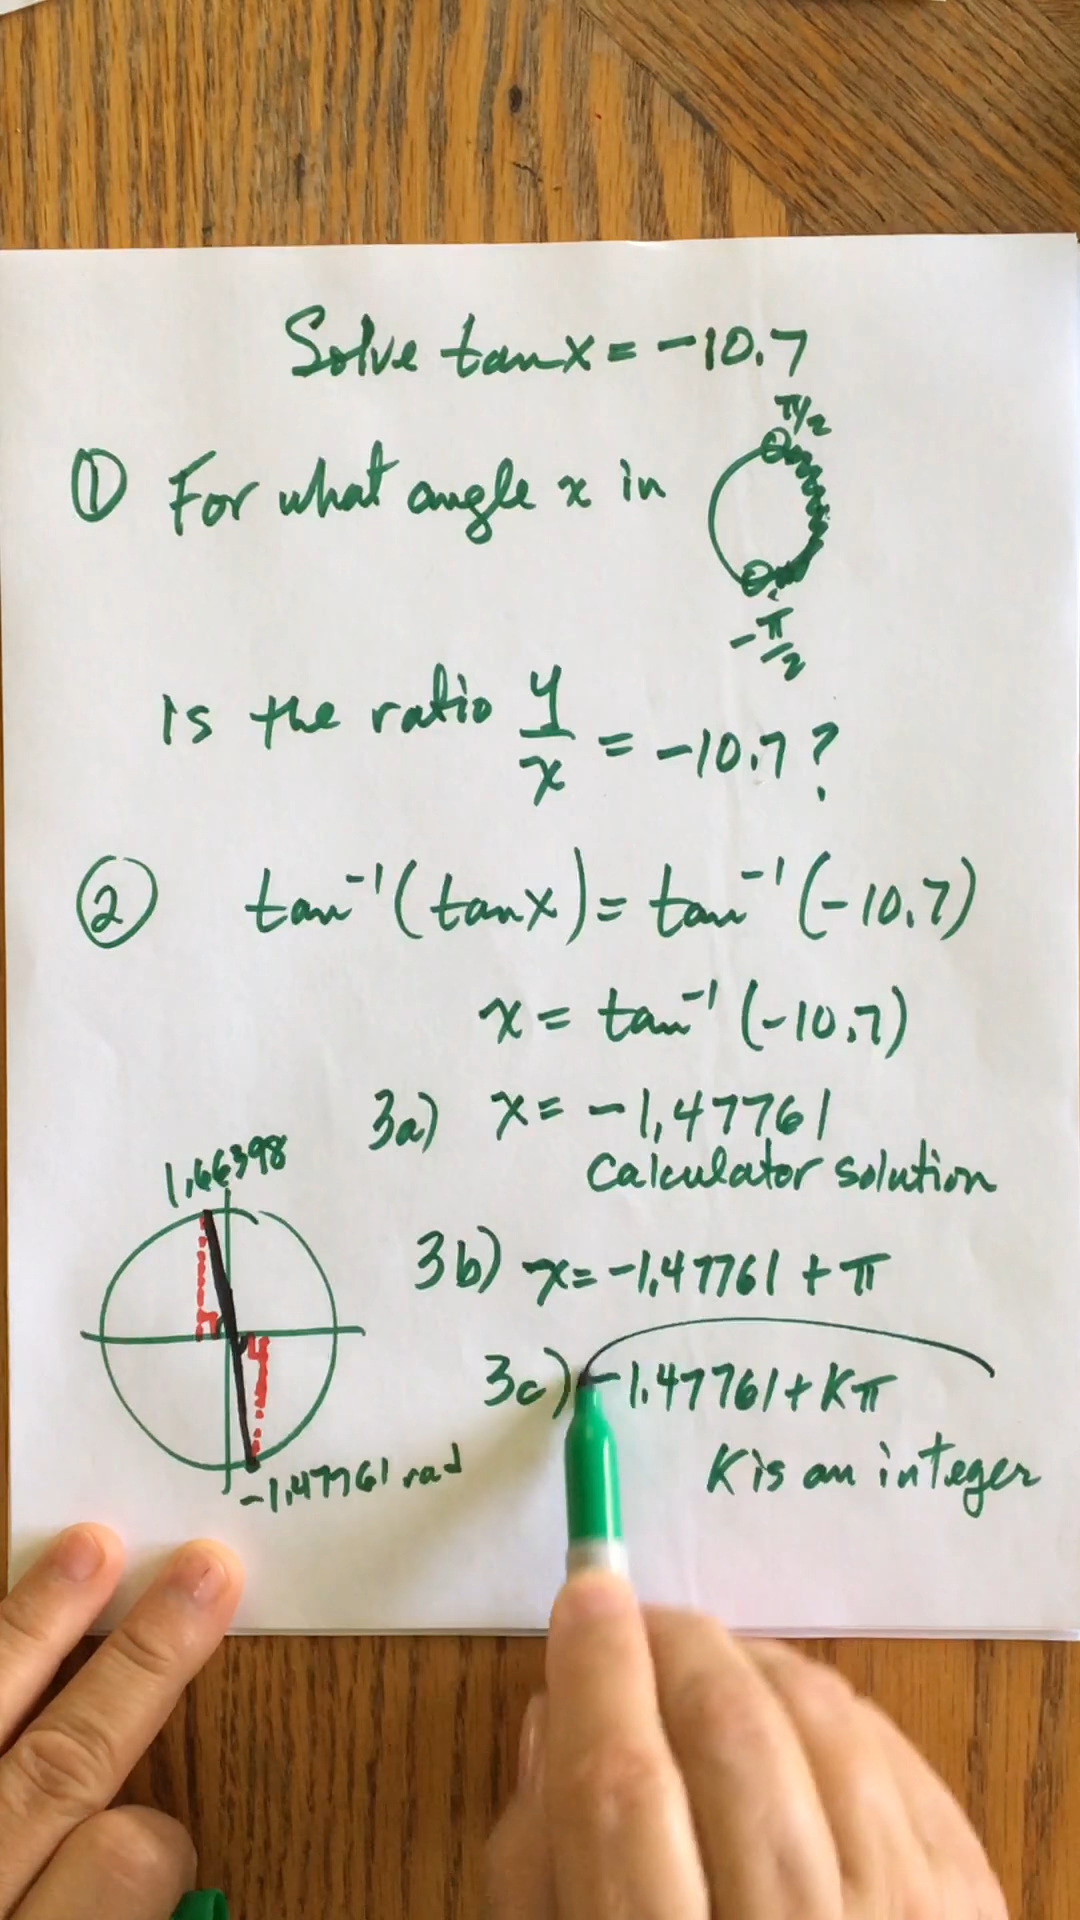 Solve tan x = -10.7
① For what angle x in
π/2
-π/2
is the ratio y/x = -10.7?
② tan⁻¹(tan x) = tan⁻¹(-10.7)
x = tan⁻¹(-10.7)
3a) x = -1.47761
Calculator solution
1.66398
3b) x = -1.47761 + π
3c) -1.47761 + Kπ
K is an integer
-1.47761 rad